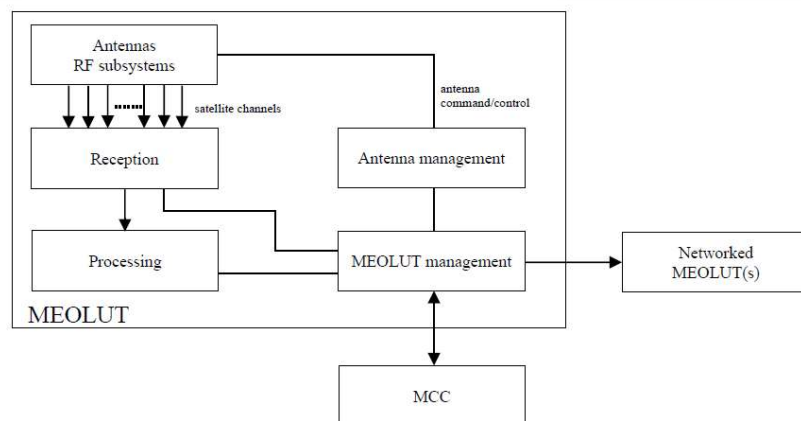 Antennas
RF subsystems
antenna
command/control
satellite channels
Reception
Antenna management
Processing
MEOLUT management
Networked
MEOLUT(s)
MEOLUT
MCC